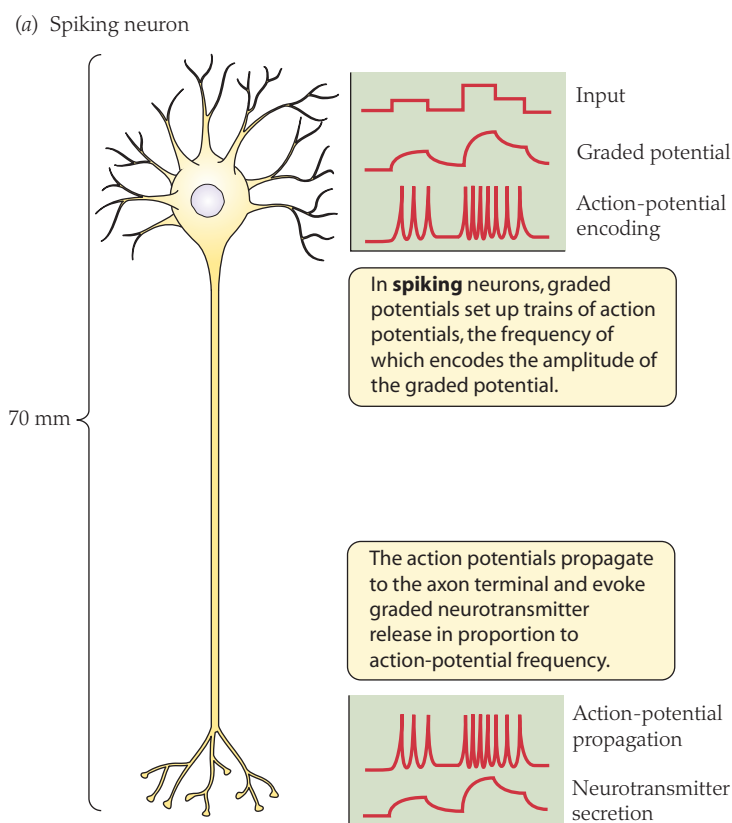 (a) Spiking neuron
Input
Graded potential
Action-potential
encoding
In spiking neurons, graded
potentials set up trains of action
potentials, the frequency of
which encodes the amplitude of
the graded potential.
70 mm
The action potentials propagate
to the axon terminal and evoke
graded neurotransmitter
release in proportion to
action-potential frequency.
Action-potential
propagation
Neurotransmitter
secretion